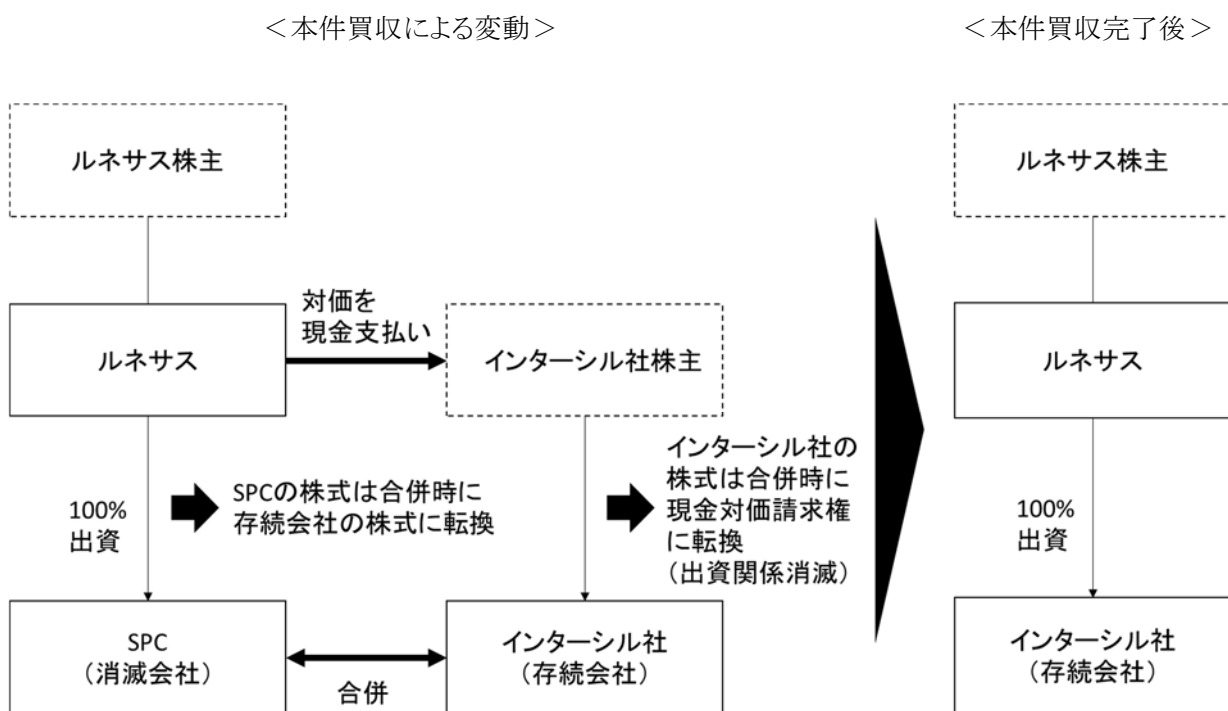 ＜本件買収による変動＞
＜本件買収完了後＞
ルネサス株主
ルネサス
対価を
現金支払い
インターシル社株主
100%
出資
SPCの株式は合併時に
存続会社の株式に転換
インターシル社の
株式は合併時に
現金対価請求権
に転換
（出資関係消滅）
SPC
（消滅会社）
合併
インターシル社
（存続会社）
ルネサス株主
ルネサス
100%
出資
インターシル社
（存続会社）